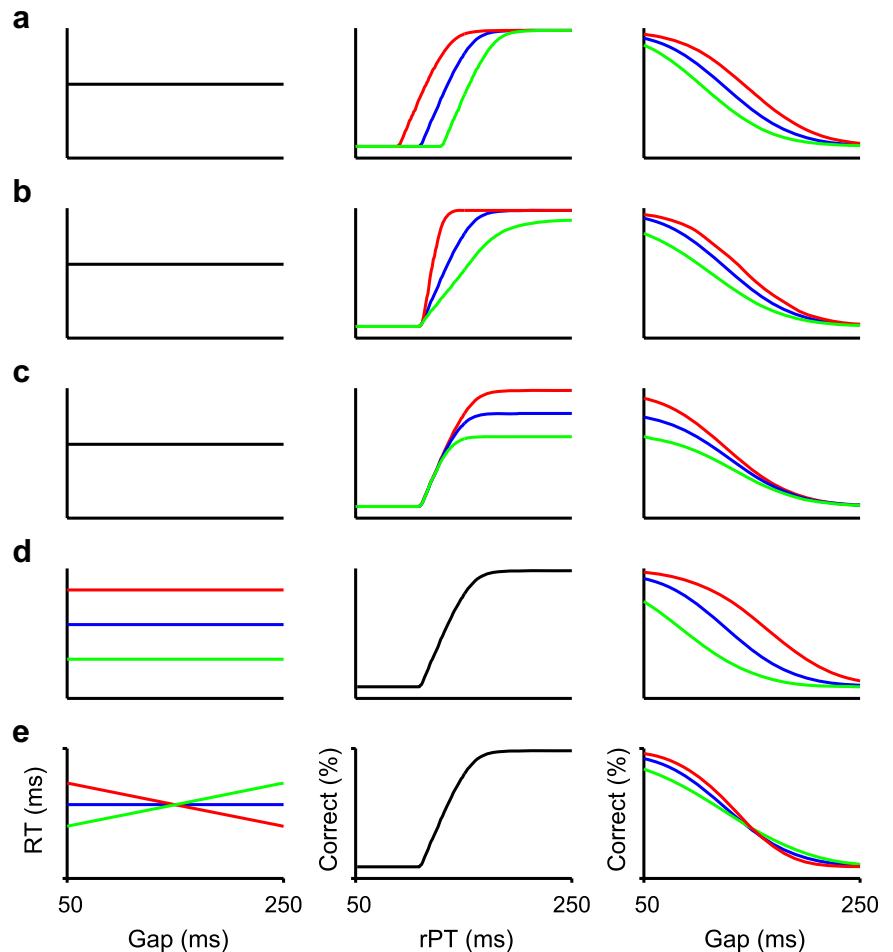 a
b
c
d
e
RT (ms)
Correct (%)
Correct (%)
50 250
50 250
50 250
Gap (ms)
rPT (ms)
Gap (ms)